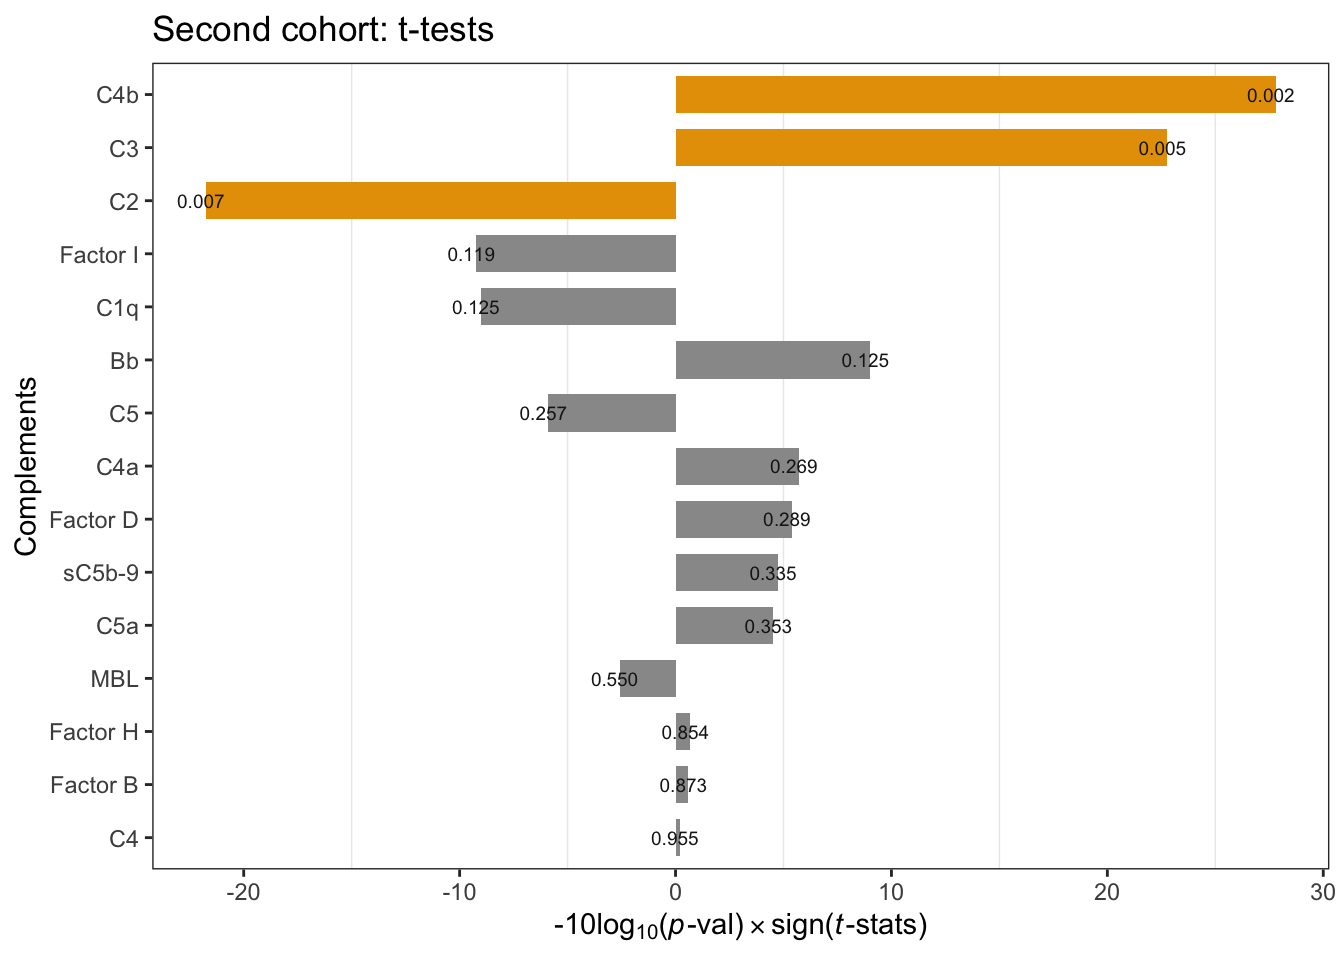 Second cohort: t-tests
C4b
0.002
C3
0.005
C2
0.007
Factor I
0.119
C1q
0.125
Bb
0.125
C5
0.257
C4a
0.269
Factor D
0.289
sC5b-9
0.335
C5a
0.353
MBL
0.550
Factor H
0.854
Factor B
0.873
C4
0.955
Complements
-20 -10 0 10 20 30
-10log₁₀(p-val) × sign(t-stats)